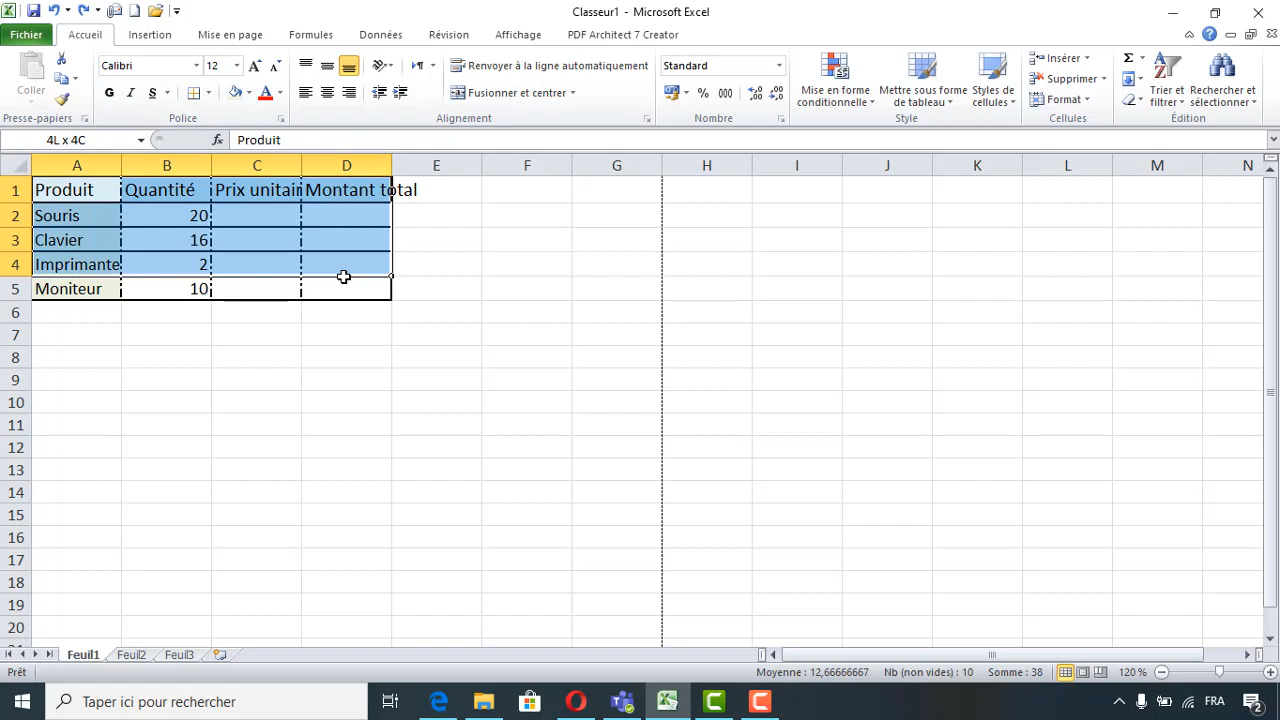 Classeur1 - Microsoft Excel
Fichier Accueil Insertion Mise en page Formules Données Révision Affichage PDF Architect 7 Creator
Coller
Presse-papiers
Calibri 12
G I S A
Police
Renvoyer à la ligne automatiquement
Fusionner et centrer
Alignement
Standard
% 000
Nombre
Mise en forme conditionnelle
Mettre sous forme de tableau
Styles de cellules
Style
Insérer
Supprimer
Format
Cellules
Σ
Trier et filtrer
Rechercher et sélectionner
Édition
4L x 4C fx Produit
A B C D E F G H I J K L M N
1 Produit Quantité Prix unitair Montant total
2 Souris 20
3 Clavier 16
4 Imprimante 2
5 Moniteur 10
6
7
8
9
10
11
12
13
14
15
16
17
18
19
20
Feuil1 Feuil2 Feuil3
Prêt Moyenne : 12,66666667 Nb (non vides) : 10 Somme : 38 120 %
Taper ici pour rechercher FRA 2